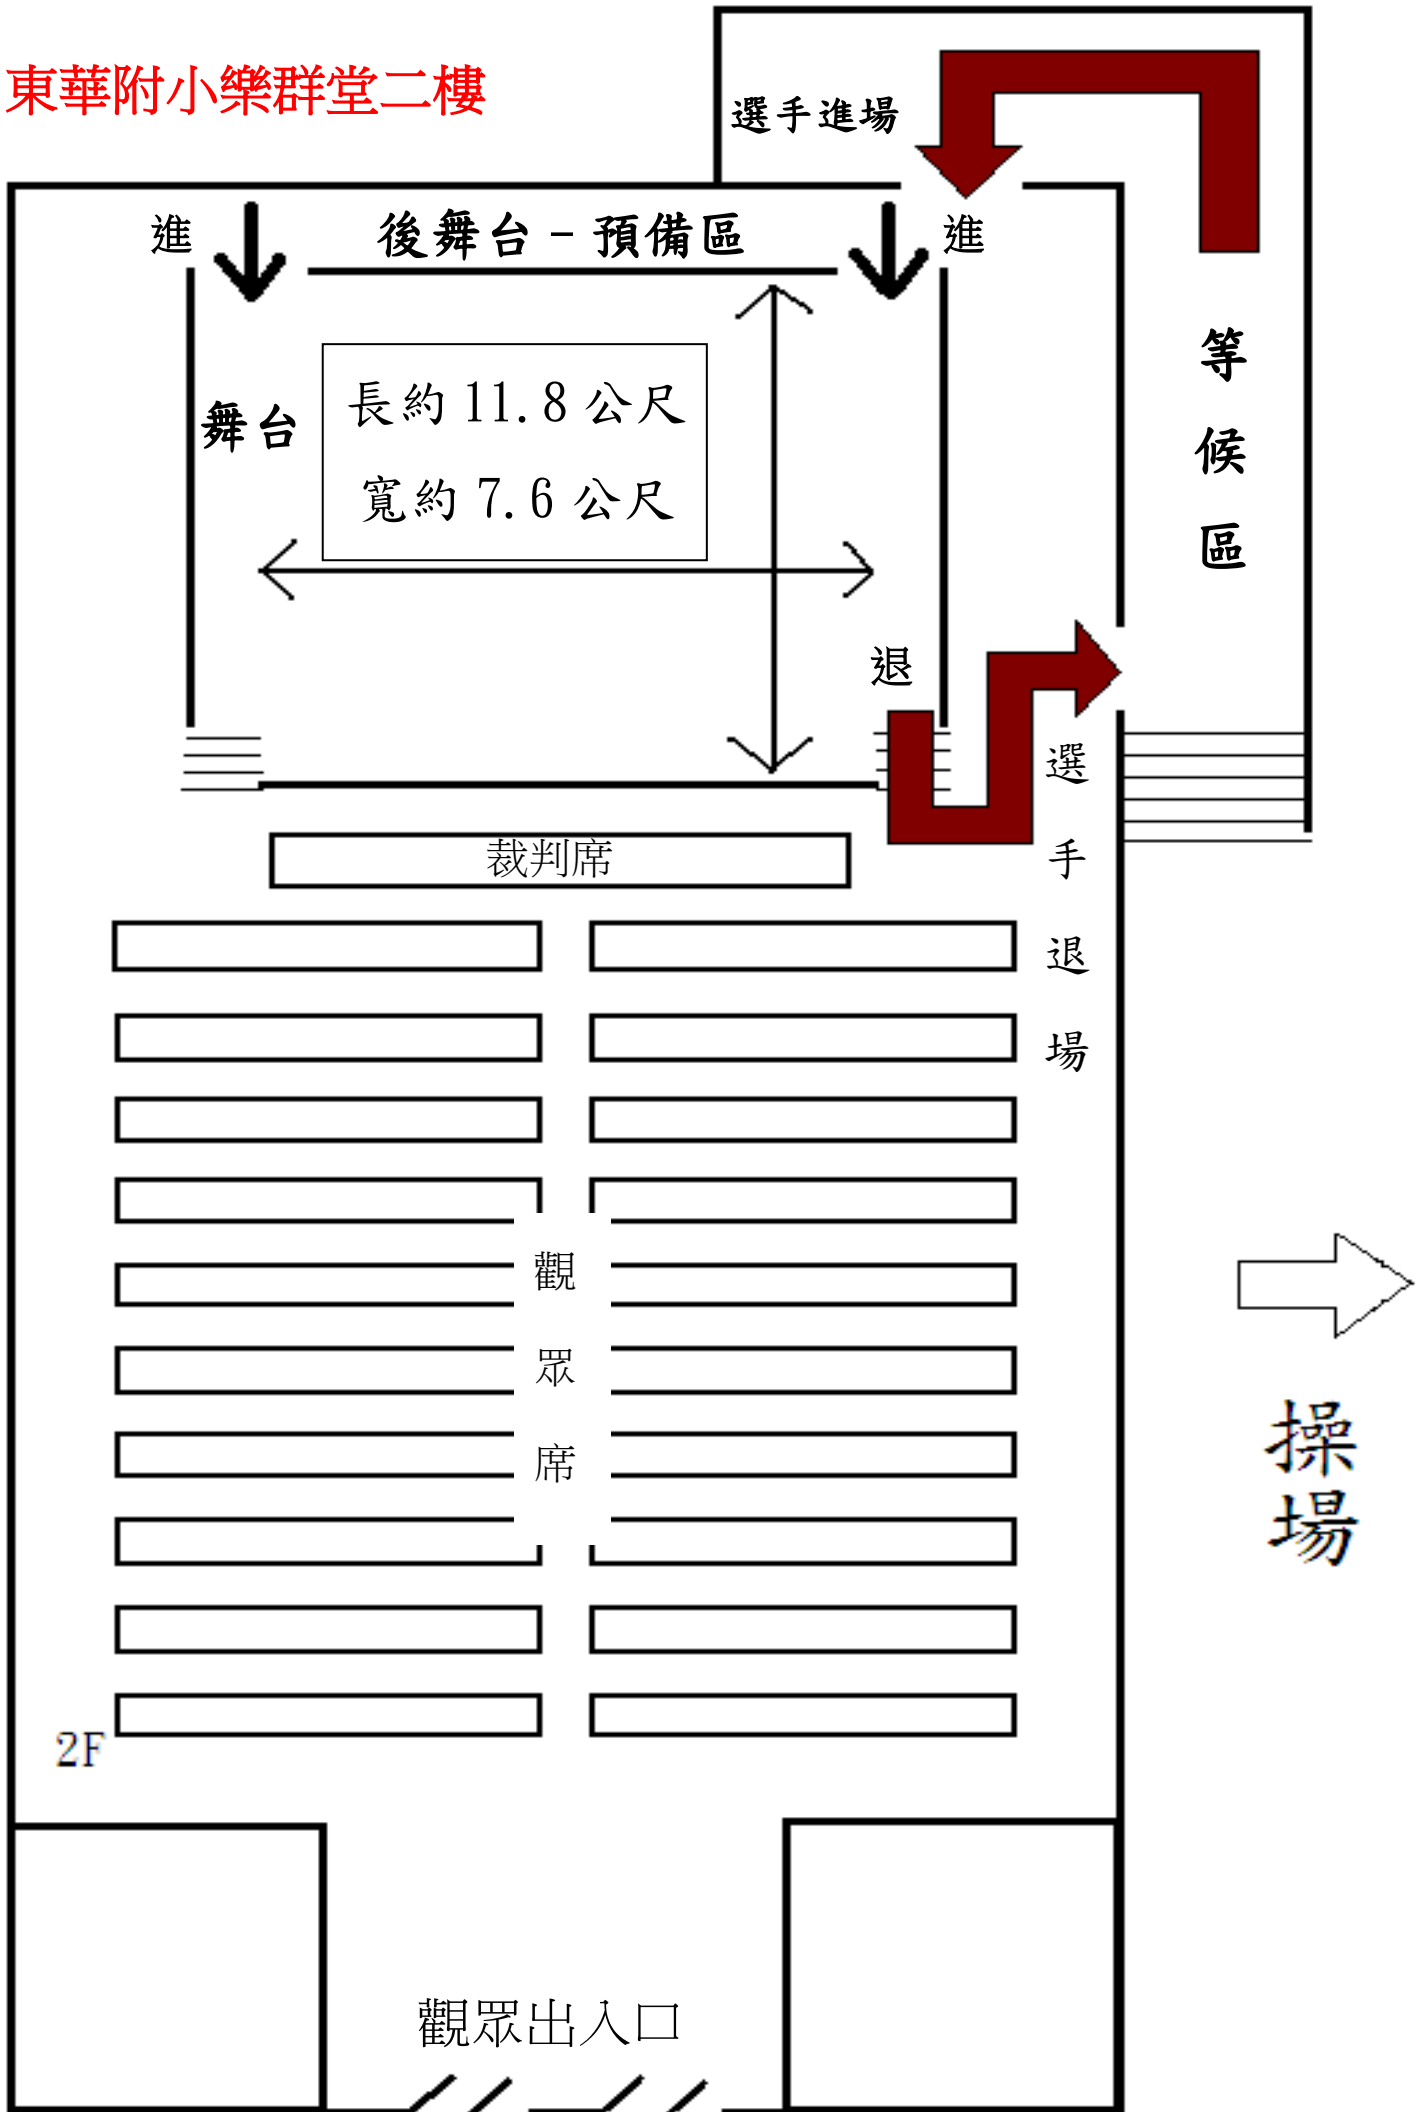 東華附小樂群堂二樓
選手進場
進
後舞台-預備區
進
等候區
舞台
長約 11.8 公尺
寬約 7.6 公尺
退
選手退場
裁判席
觀眾席
操場
2F
觀眾出入口